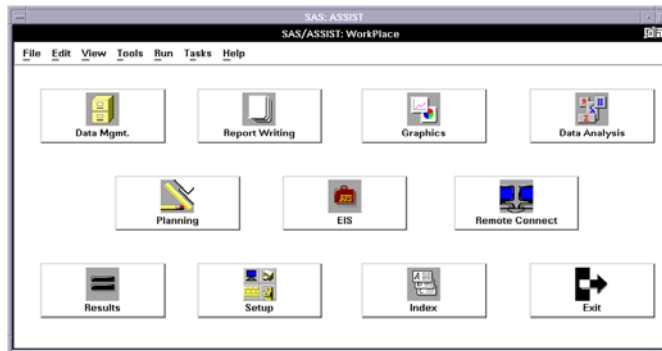 SAS: ASSIST
SAS/ASSIST: WorkPlace
File Edit View Tools Run Tasks Help
Data Mgmt. Report Writing Graphics Data Analysis
Planning EIS Remote Connect
Results Setup Index Exit